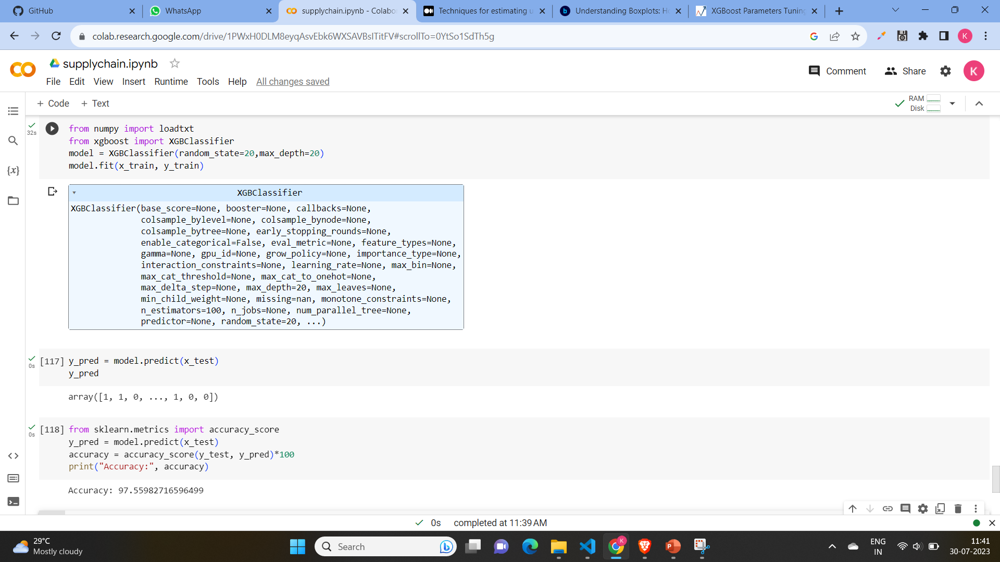 GitHub
WhatsApp
supplychain.ipynb - Colabo
Techniques for estimating u
Understanding Boxplots: H
XGBoost Parameters Tuning
colab.research.google.com/drive/1PWxH0DLM8eyqAsvEbk6WXSAVBsITitFV#scrollTo=0YtSo1SdTh5g
K
supplychain.ipynb
File Edit View Insert Runtime Tools Help All changes saved
Comment
Share
K
+ Code + Text
RAM
Disk
32s
from numpy import loadtxt
from xgboost import XGBClassifier
model = XGBClassifier(random_state=20,max_depth=20)
model.fit(x_train, y_train)
{x}
XGBClassifier
XGBClassifier(base_score=None, booster=None, callbacks=None,
colsample_bylevel=None, colsample_bynode=None,
colsample_bytree=None, early_stopping_rounds=None,
enable_categorical=False, eval_metric=None, feature_types=None,
gamma=None, gpu_id=None, grow_policy=None, importance_type=None,
interaction_constraints=None, learning_rate=None, max_bin=None,
max_cat_threshold=None, max_cat_to_onehot=None,
max_delta_step=None, max_depth=20, max_leaves=None,
min_child_weight=None, missing=nan, monotone_constraints=None,
n_estimators=100, n_jobs=None, num_parallel_tree=None,
predictor=None, random_state=20, ...)
0s
[117] y_pred = model.predict(x_test)
y_pred
array([1, 1, 0, ..., 1, 0, 0])
0s
[118] from sklearn.metrics import accuracy_score
y_pred = model.predict(x_test)
accuracy = accuracy_score(y_test, y_pred)*100
print("Accuracy:", accuracy)
Accuracy: 97.55982716596499
0s completed at 11:39 AM
29°C
Mostly cloudy
Search
K
ENG
IN
11:41
30-07-2023